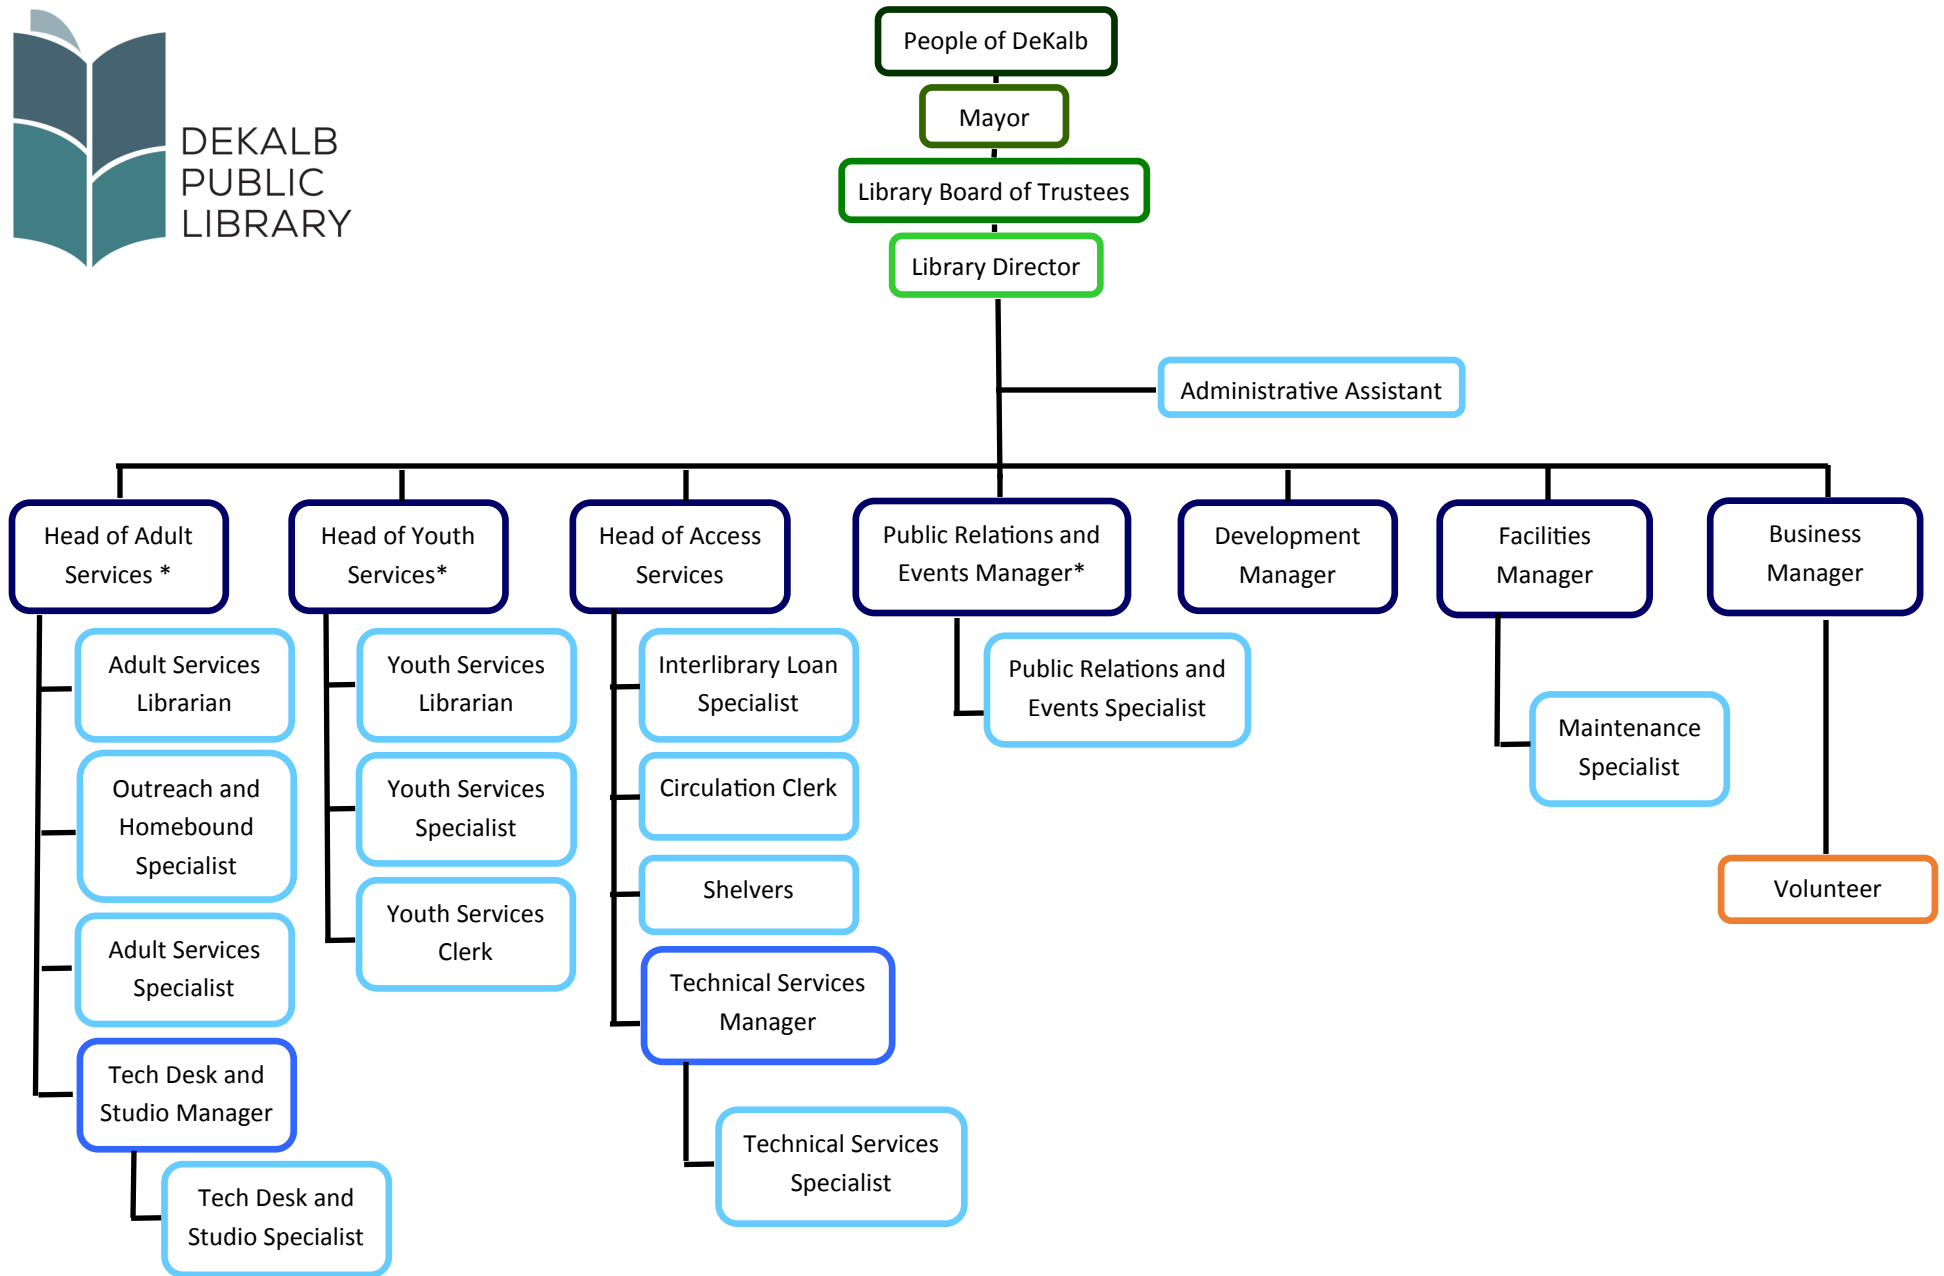 DEKALB
PUBLIC
LIBRARY
People of DeKalb
Mayor
Library Board of Trustees
Library Director
Administrative Assistant
Head of Adult
Services *
Head of Youth
Services*
Head of Access
Services
Public Relations and
Events Manager*
Development
Manager
Facilities
Manager
Business
Manager
Adult Services
Librarian
Outreach and
Homebound
Specialist
Adult Services
Specialist
Tech Desk and
Studio Manager
Tech Desk and
Studio Specialist
Youth Services
Librarian
Youth Services
Specialist
Youth Services
Clerk
Interlibrary Loan
Specialist
Circulation Clerk
Shelvers
Technical Services
Manager
Technical Services
Specialist
Public Relations and
Events Specialist
Maintenance
Specialist
Volunteer